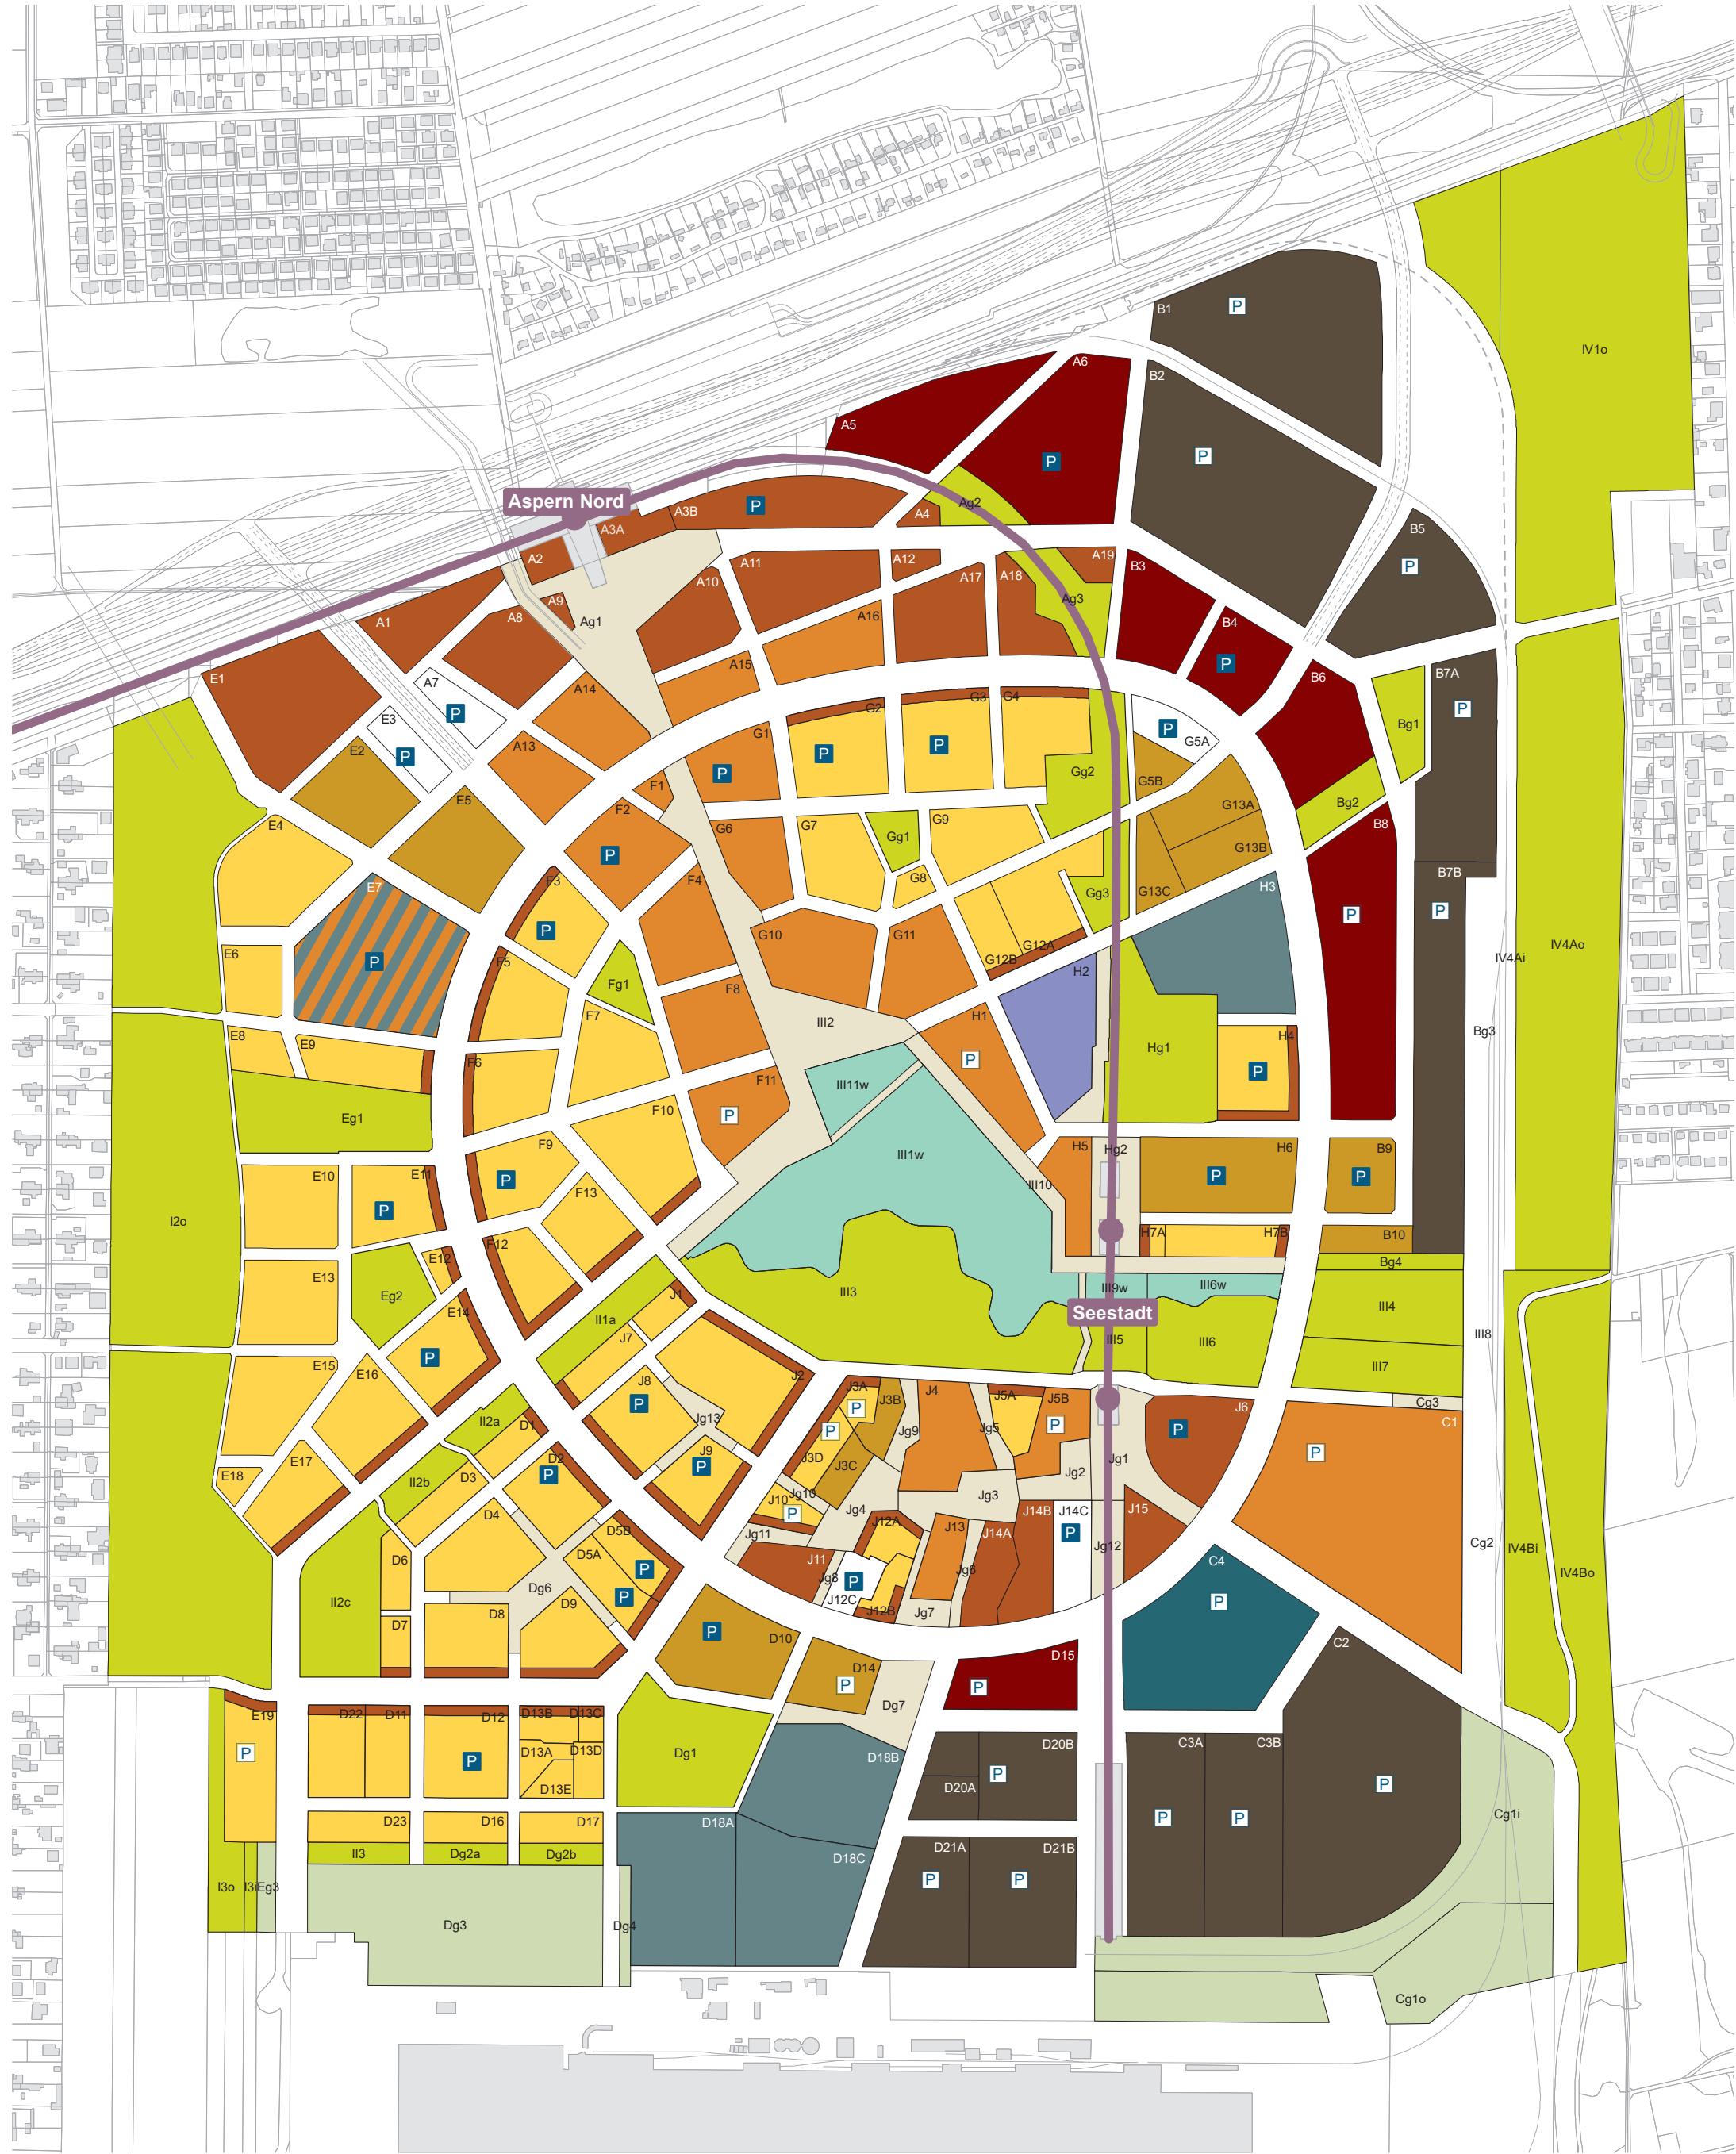 B1
P
IV1o
A6
B2
A5
P
P
Aspern Nord
Ag2
A3B
P
A4
A3A
B5
P
A2
A11
A12
A19
A10
A17
A18
B3
Ag3
A9
A8
Ag1
A1
A16
B4
P
A15
E1
A7
P
A14
B6
B7A
P
G3
G4
G2
E3
P
E2
A13
G1
P
P
P
P
G5A
Bg1
Gg2
G5B
F1
E5
F2
P
G13A
Bg2
E4
G6
G7
Gg1
G9
B8
G13B
F3
F4
G8
B7B
E7
P
G13C
Gg3
H3
P
P
P
G10
G11
G12A
G12B
IV4Ao
IV4Ai
E6
F5
Fg1
H2
F8
F7
III2
H1
P
Bg3
E8
E9
Hg1
H4
P
F6
F11
P
III11w
Eg1
F10
F9
P
III1w
H5
Hg2
H6
P
B9
P
E10
E11
P
F13
III10
I2o
F12
H7A
H7B
B10
E12
Bg4
E13
Eg2
III3
III9w
III6w
J1
E14
P
II1a
Seestadt
III4
III8
J7
III5
III6
III7
E15
E16
J8
P
J2
J3A
P
J3B
J4
J5A
J5B
P
Cg3
II2a
D1
Jg13
P
Jg9
Jg5
J6
P
C1
P
E17
E18
D2
P
J9
P
J3D
J3C
Jg1
II2b
D3
Jg10
Jg2
J10
P
Jg4
Jg3
D4
J12A
J13
J14A
J14B
J14C
P
J15
D5B
P
Jg11
Cg2
D6
D5A
P
J11
Jg8
P
Jg6
Jg12
C4
P
IV4Bi
IV4Bo
II2c
Dg6
D9
J12C
J12B
Jg7
D7
D8
P
D10
C2
D14
P
D15
P
Dg7
E19
P
D22
D11
D12
P
D13B
D13C
D13A
D13D
D13E
Dg1
D18B
D20B
P
D20A
C3A
C3B
P
Cg1i
D23
D16
D17
D18A
P
P
II3
Dg2a
Dg2b
D18C
D21A
P
D21B
P
I3o
I3i
Eg3
Dg3
Dg4
Cg1o